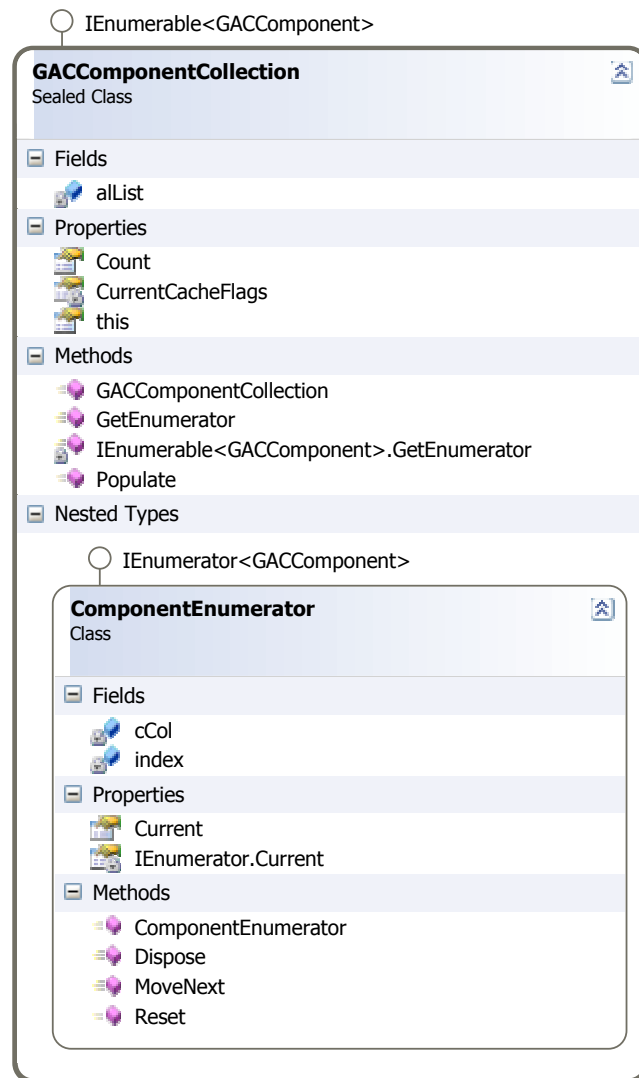 IEnumerable<GACComponent>
GACComponentCollection
Sealed Class
Fields
alList
Properties
Count
CurrentCacheFlags
this
Methods
GACComponentCollection
GetEnumerator
IEnumerable<GACComponent>.GetEnumerator
Populate
Nested Types
IEnumerator<GACComponent>
ComponentEnumerator
Class
Fields
cCol
index
Properties
Current
IEnumerator.Current
Methods
ComponentEnumerator
Dispose
MoveNext
Reset